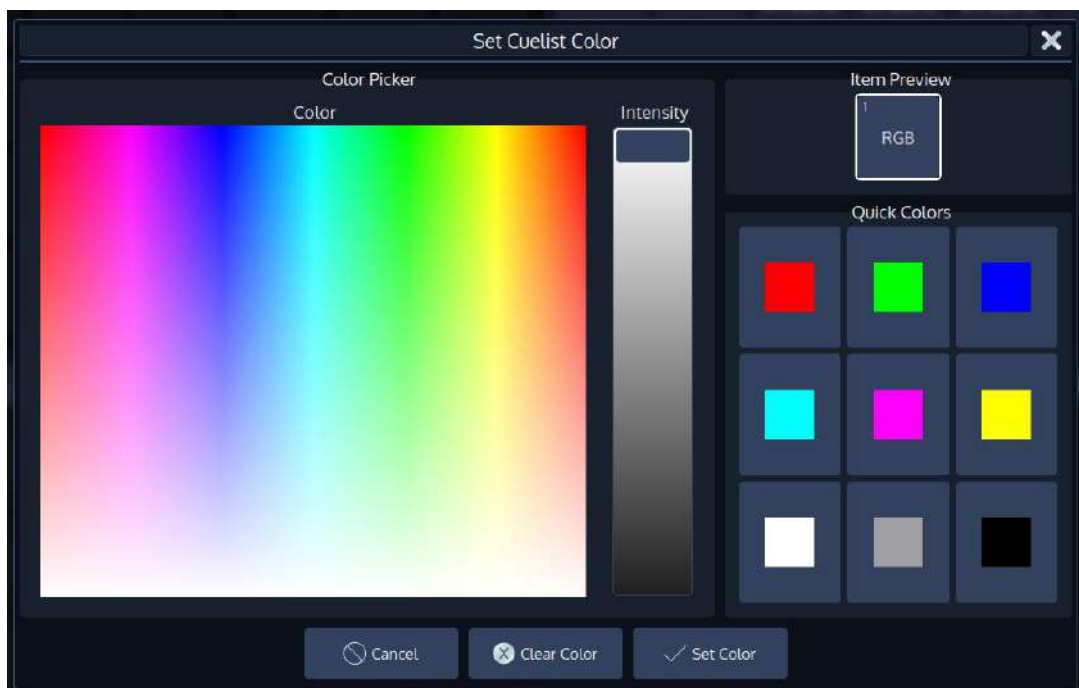 Set Cuelist Color
Color Picker
Color
Intensity
Item Preview
1
RGB
Quick Colors
Cancel
Clear Color
Set Color